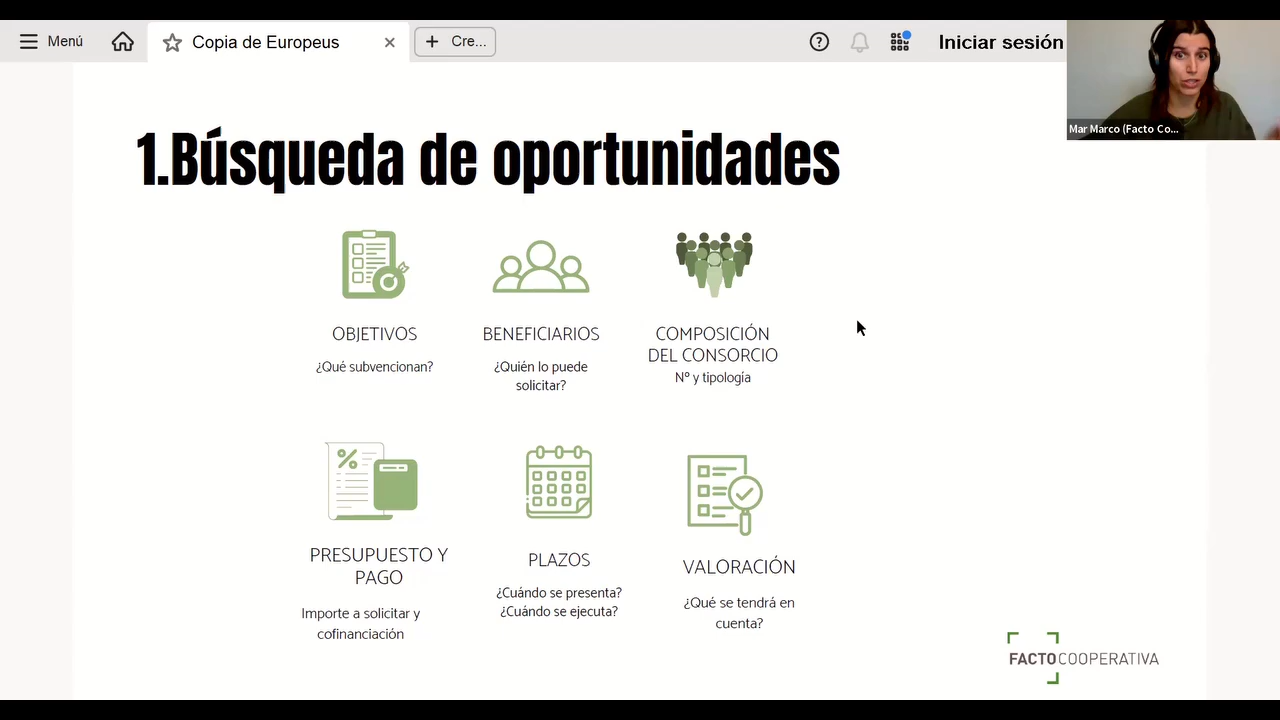 Menú
Copia de Europeus
Cre...
Iniciar sesión
Mar Marco (Facto Co...
1.Búsqueda de oportunidades
OBJETIVOS
¿Qué subvencionan?
BENEFICIARIOS
¿Quién lo puede
solicitar?
COMPOSICIÓN
DEL CONSORCIO
Nº y tipología
PRESUPUESTO Y
PAGO
Importe a solicitar y
cofinanciación
PLAZOS
¿Cuándo se presenta?
¿Cuándo se ejecuta?
VALORACIÓN
¿Qué se tendrá en
cuenta?
FACTOCOOPERATIVA